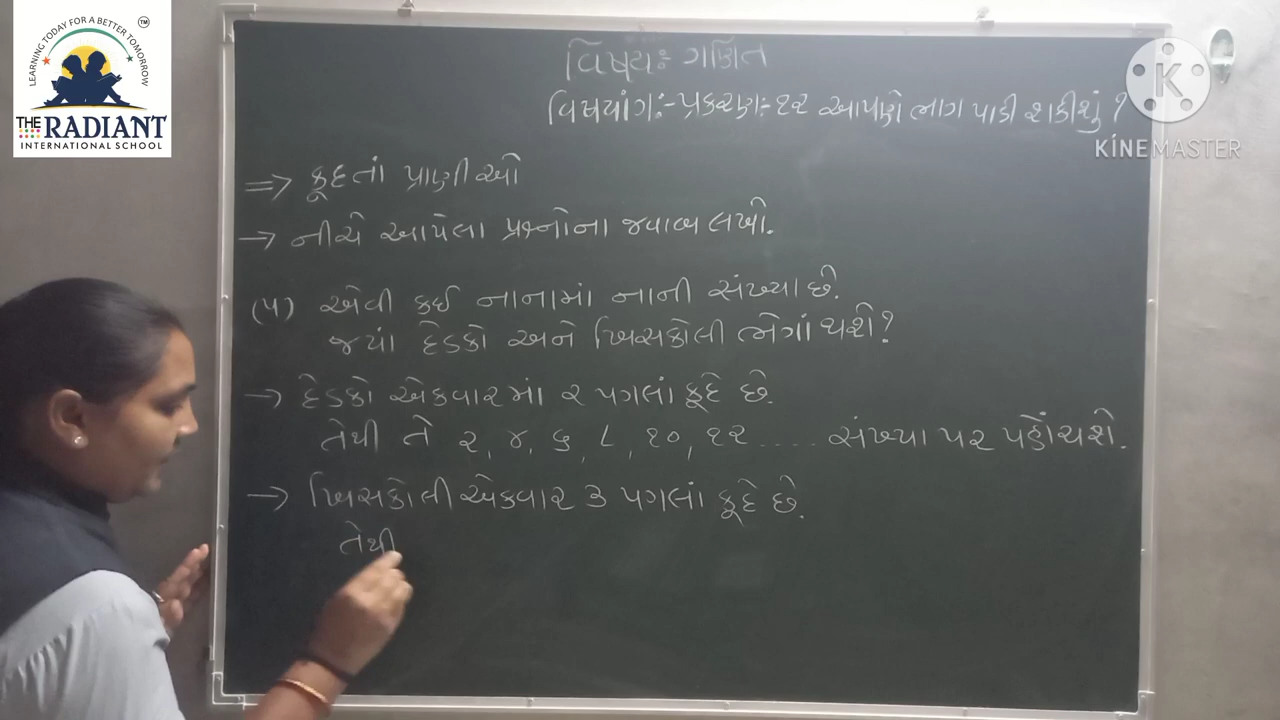 LEARNING TODAY FOR A BETTER TOMORROW
TM
THE RADIANT
INTERNATIONAL SCHOOL
K
KINEMASTER
વિષયઃ ગણિત
વિષયાંગઃ- પ્રકરણઃ- ૧૨ આપણે ભાગ પાડી શકીશું ?
=> કૂદતાં પ્રાણીઓ
→ નીચે આપેલા પ્રશ્નોના જવાબ લખો.
(૫) એવી કઈ નાનામાં નાની સંખ્યા છે.
જ્યાં દેડકો અને ખિસકોલી ભેગાં થશે?
→ દેડકો એકવારમાં ૨ પગલાં કૂદે છે.
તેથી તે ૨, ૪, ૬, ૮, ૧૦, ૧૨ ..... સંખ્યા પર પહોંચશે.
→ ખિસકોલી એકવાર ૩ પગલાં કૂદે છે.
તેથી